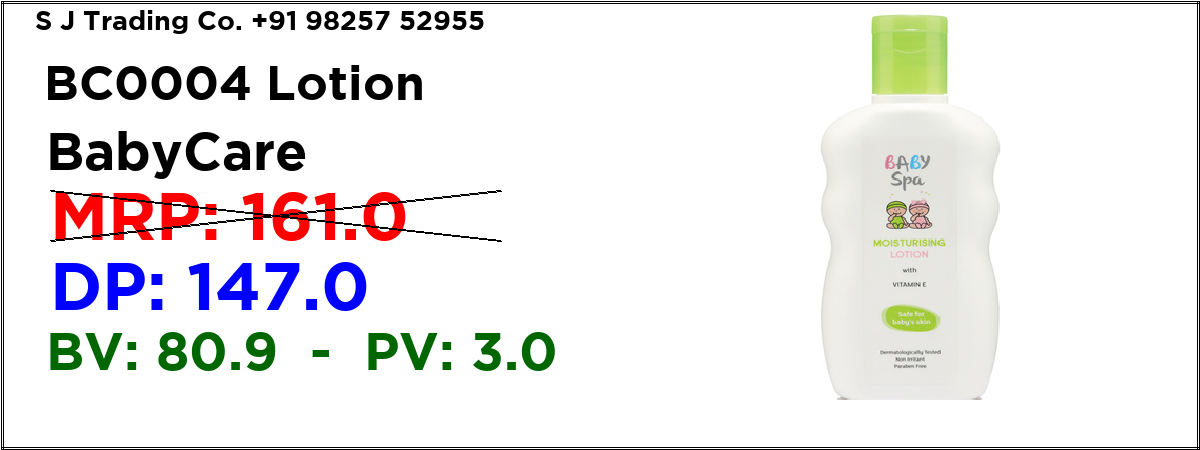 S J Trading Co. +91 98257 52955
BC0004 Lotion
BabyCare
MRP: 161.0
DP: 147.0
BV: 80.9 - PV: 3.0
BABY
Spa
MOISTURISING
LOTION
with
VITAMIN E
Safe for
baby's skin
Dermatologically Tested
Non Irritant
Paraben Free